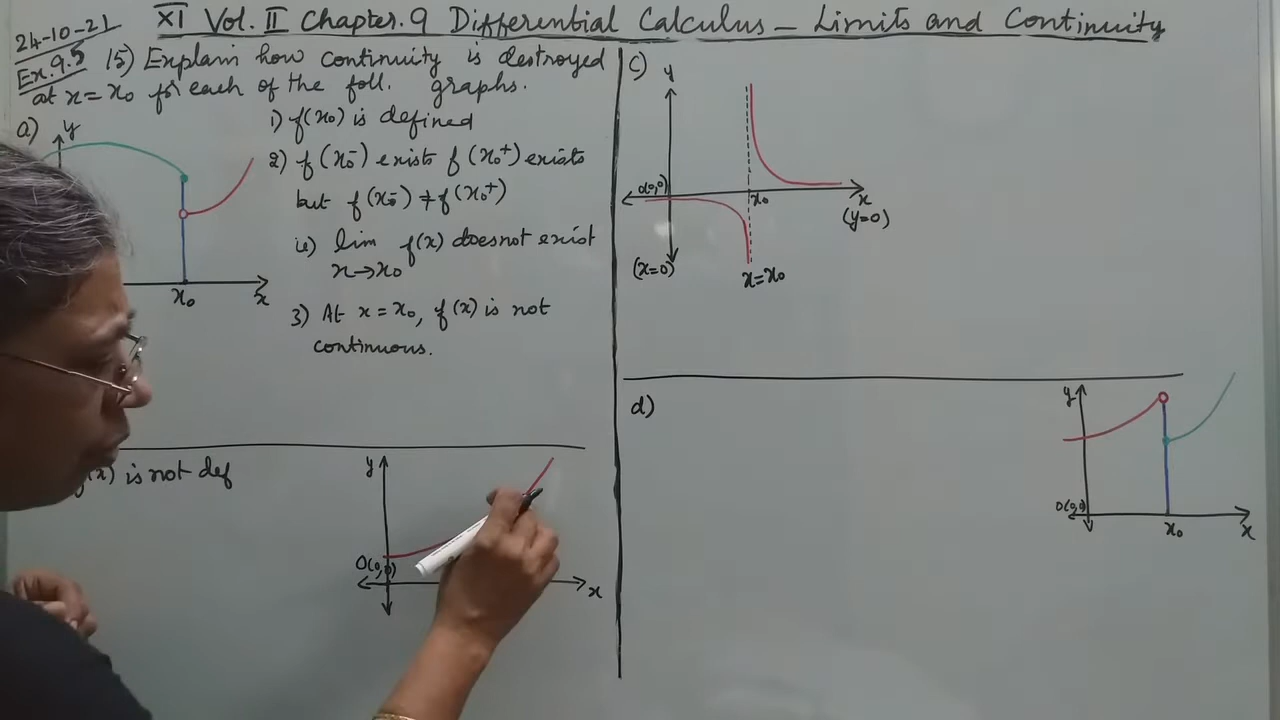 XI Vol. II Chapter.9 Differential Calculus – Limits and Continuity
24-10-21
Ex.9.5
15) Explain how continuity is destroyed
at x = x₀ for each of the foll. graphs.
a)
y
x₀
x
1) f(x₀) is defined
2) f(x₀⁻) exists f(x₀⁺) exists
but f(x₀⁻) ≠ f(x₀⁺)
ie) lim f(x) doesnot exist
x→x₀
3) At x = x₀, f(x) is not
continuous.
(x) is not def
y
O(0,0)
x
c)
y
O(0,0)
x₀
x
(y=0)
(x=0)
x=x₀
d)
y
O(0,0)
x₀
x